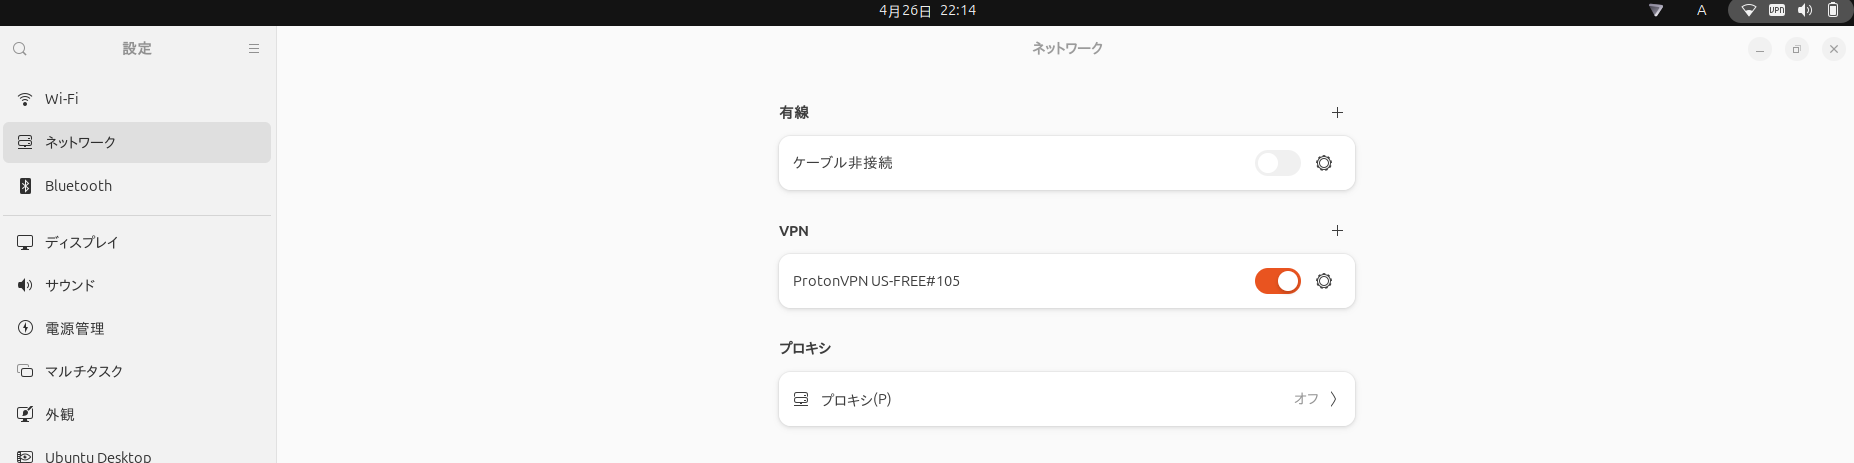 4月26日 22:14
A
VPN
設定
ネットワーク
Wi-Fi
ネットワーク
Bluetooth
ディスプレイ
サウンド
電源管理
マルチタスク
外観
Ubuntu Desktop
有線
ケーブル非接続
VPN
ProtonVPN US-FREE#105
プロキシ
プロキシ(P)
オフ